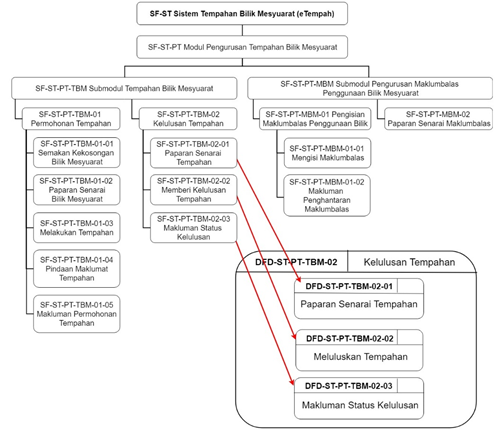 SF-ST Sistem Tempahan Bilik Mesyuarat (eTempah)
SF-ST-PT Modul Pengurusan Tempahan Bilik Mesyuarat
SF-ST-PT-TBM Submodul Tempahan Bilik Mesyuarat
SF-ST-PT-MBM Submodul Pengurusan Maklumbalas
Penggunaan Bilik Mesyuarat
SF-ST-PT-TBM-01
Permohonan Tempahan
SF-ST-PT-TBM-01-01
Semakan Kekosongan
Bilik Mesyuarat
SF-ST-PT-TBM-01-02
Paparan Senarai
Bilik Mesyuarat
SF-ST-PT-TBM-01-03
Melakukan Tempahan
SF-ST-PT-TBM-01-04
Pindaan Maklumat
Tempahan
SF-ST-PT-TBM-01-05
Makluman Permohonan
Tempahan
SF-ST-PT-TBM-02
Kelulusan Tempahan
SF-ST-PT-TBM-02-01
Paparan Senarai
Tempahan
SF-ST-PT-TBM-02-02
Memberi Kelulusan
Tempahan
SF-ST-PT-TBM-02-03
Makluman Status
Kelulusan
SF-ST-PT-MBM-01 Pengisian
Maklumbalas Penggunaan Bilik
SF-ST-PT-MBM-01-01
Mengisi Maklumbalas
SF-ST-PT-MBM-01-02
Makluman
Penghantaran
Maklumbalas
SF-ST-PT-MBM-02
Paparan Senarai Maklumbalas
DFD-ST-PT-TBM-02
Kelulusan Tempahan
DFD-ST-PT-TBM-02-01
Paparan Senarai Tempahan
DFD-ST-PT-TBM-02-02
Meluluskan Tempahan
DFD-ST-PT-TBM-02-03
Makluman Status Kelulusan